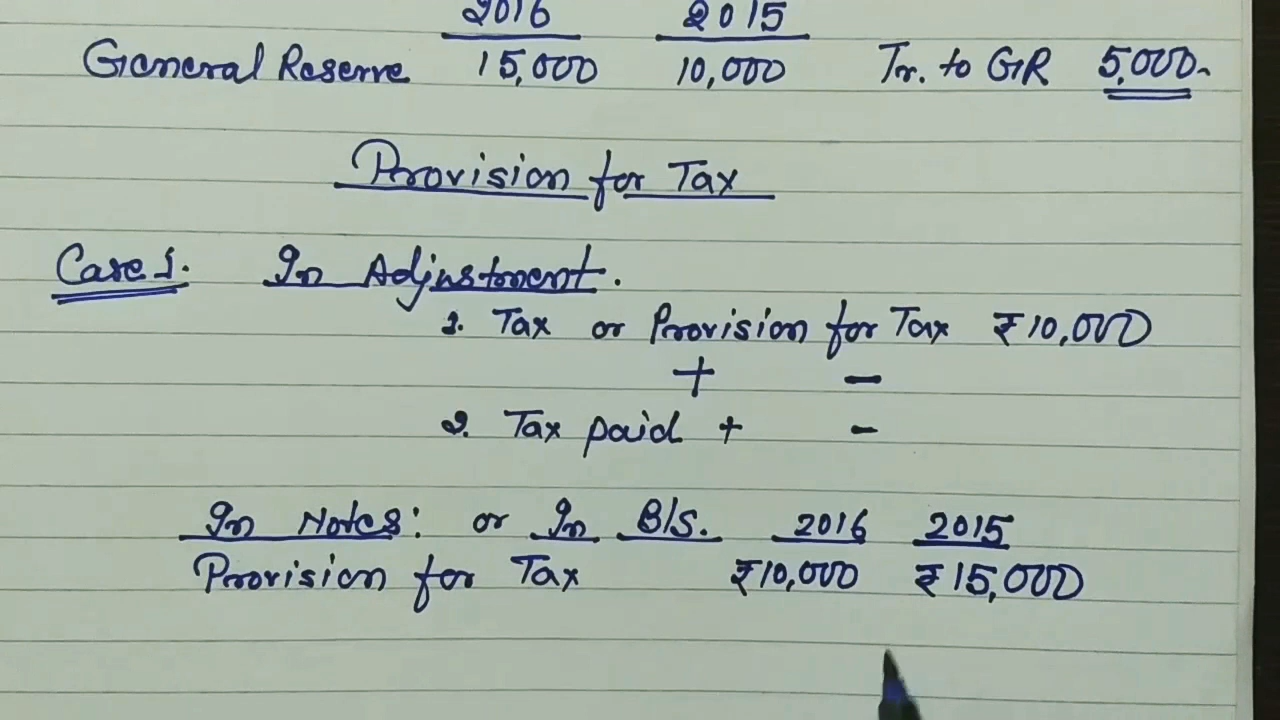 2016 2015
General Reserve 15,000 10,000 Tr. to GR 5,000
Provision for Tax
Case 1. In Adjustment.
1. Tax or Provision for Tax ₹10,000
+ -
2. Tax paid + -
In Notes: or In B/S. 2016 2015
Provision for Tax ₹10,000 ₹15,000